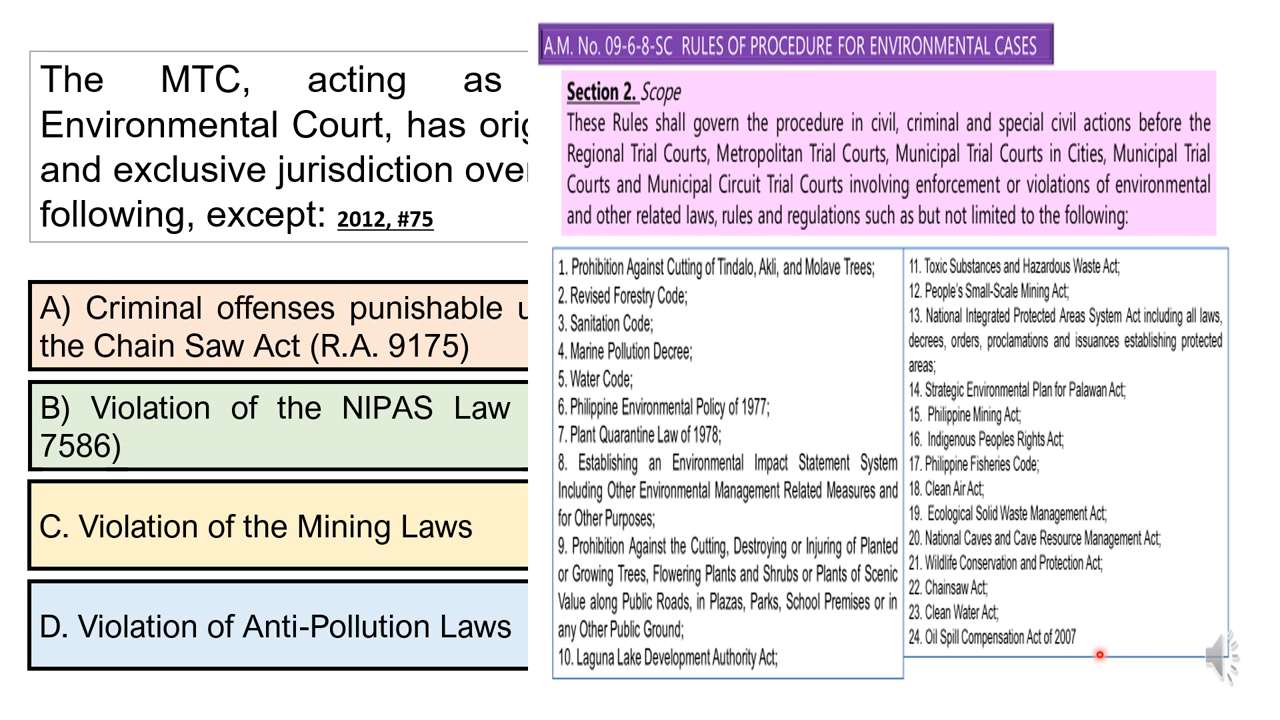 The MTC, acting as
Environmental Court, has
and exclusive jurisdiction
following, except: 2012, #75
A) Criminal offenses punishable
the Chain Saw Act (R.A. 9175)
B) Violation of the NIPAS Law
7586)
C. Violation of the Mining Laws
D. Violation of Anti-Pollution Laws
A.M. No. 09-6-8-SC RULES OF PROCEDURE FOR ENVIRONMENTAL CASES
Section 2. Scope
These Rules shall govern the procedure in civil, criminal and special civil actions before the
Regional Trial Courts, Metropolitan Trial Courts, Municipal Trial Courts in Cities, Municipal Trial
Courts and Municipal Circuit Trial Courts involving enforcement or violations of environmental
and other related laws, rules and regulations such as but not limited to the following:
1. Prohibition Against Cutting of Tindalo, Akli, and Molave Trees;
2. Revised Forestry Code;
3. Sanitation Code;
4. Marine Pollution Decree;
5. Water Code;
6. Philippine Environmental Policy of 1977;
7. Plant Quarantine Law of 1978;
8. Establishing an Environmental Impact Statement System
Including Other Environmental Management Related Measures and
for Other Purposes;
9. Prohibition Against the Cutting, Destroying or Injuring of Planted
or Growing Trees, Flowering Plants and Shrubs or Plants of Scenic
Value along Public Roads, in Plazas, Parks, School Premises or in
any Other Public Ground;
10. Laguna Lake Development Authority Act;
11. Toxic Substances and Hazardous Waste Act;
12. People's Small-Scale Mining Act;
13. National Integrated Protected Areas System Act including all laws,
decrees, orders, proclamations and issuances establishing protected
areas;
14. Strategic Environmental Plan for Palawan Act;
15. Philippine Mining Act;
16. Indigenous Peoples Rights Act;
17. Philippine Fisheries Code;
18. Clean Air Act;
19. Ecological Solid Waste Management Act;
20. National Caves and Cave Resource Management Act;
21. Wildlife Conservation and Protection Act;
22. Chainsaw Act;
23. Clean Water Act;
24. Oil Spill Compensation Act of 2007